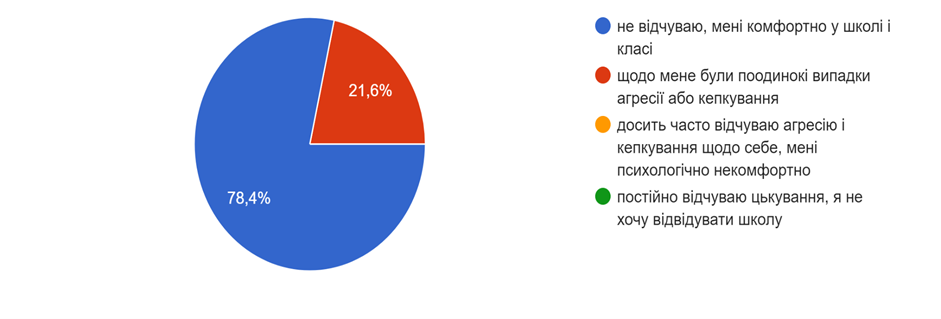 21,6%
78,4%
не відчуваю, мені комфортно у школі і
класі
щодо мене були поодинокі випадки
агресії або кепкування
досить часто відчуваю агресію і
кепкування щодо себе, мені
психологічно некомфортно
постійно відчуваю цькування, я не
хочу відвідувати школу